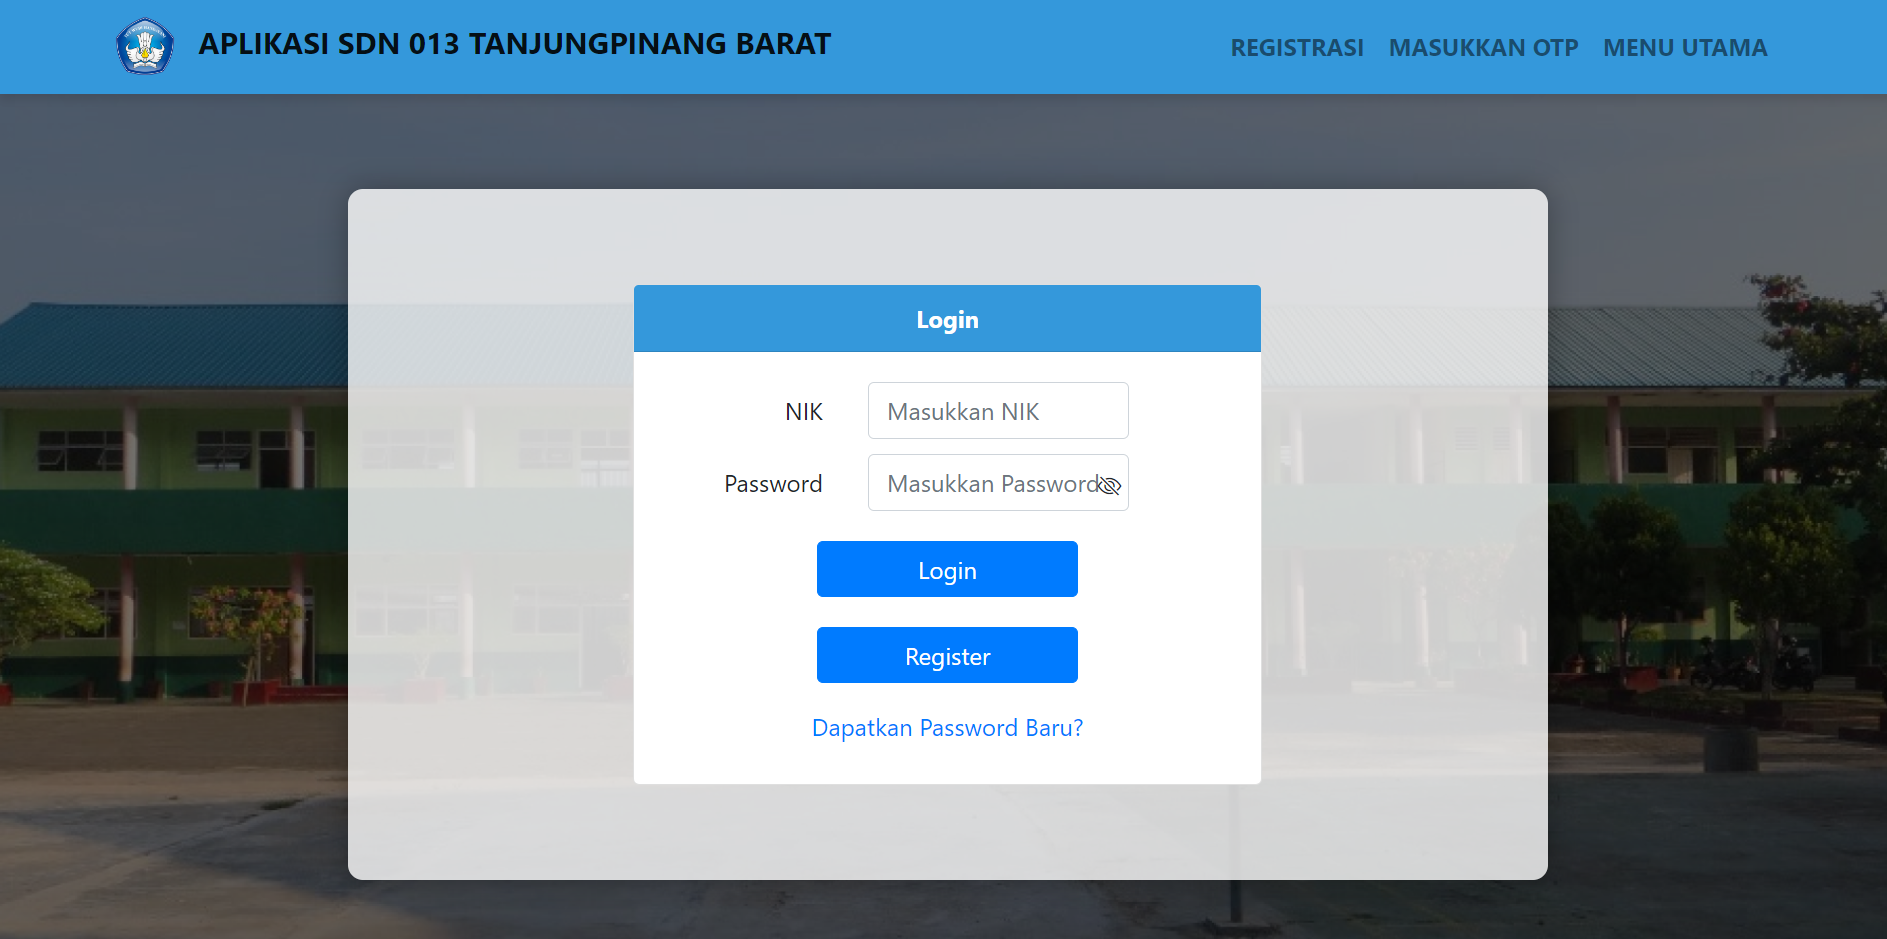 APLIKASI SDN 013 TANJUNGPINANG BARAT
REGISTRASI MASUKKAN OTP MENU UTAMA
Login
NIK Masukkan NIK
Password Masukkan Password
Login
Register
Dapatkan Password Baru?